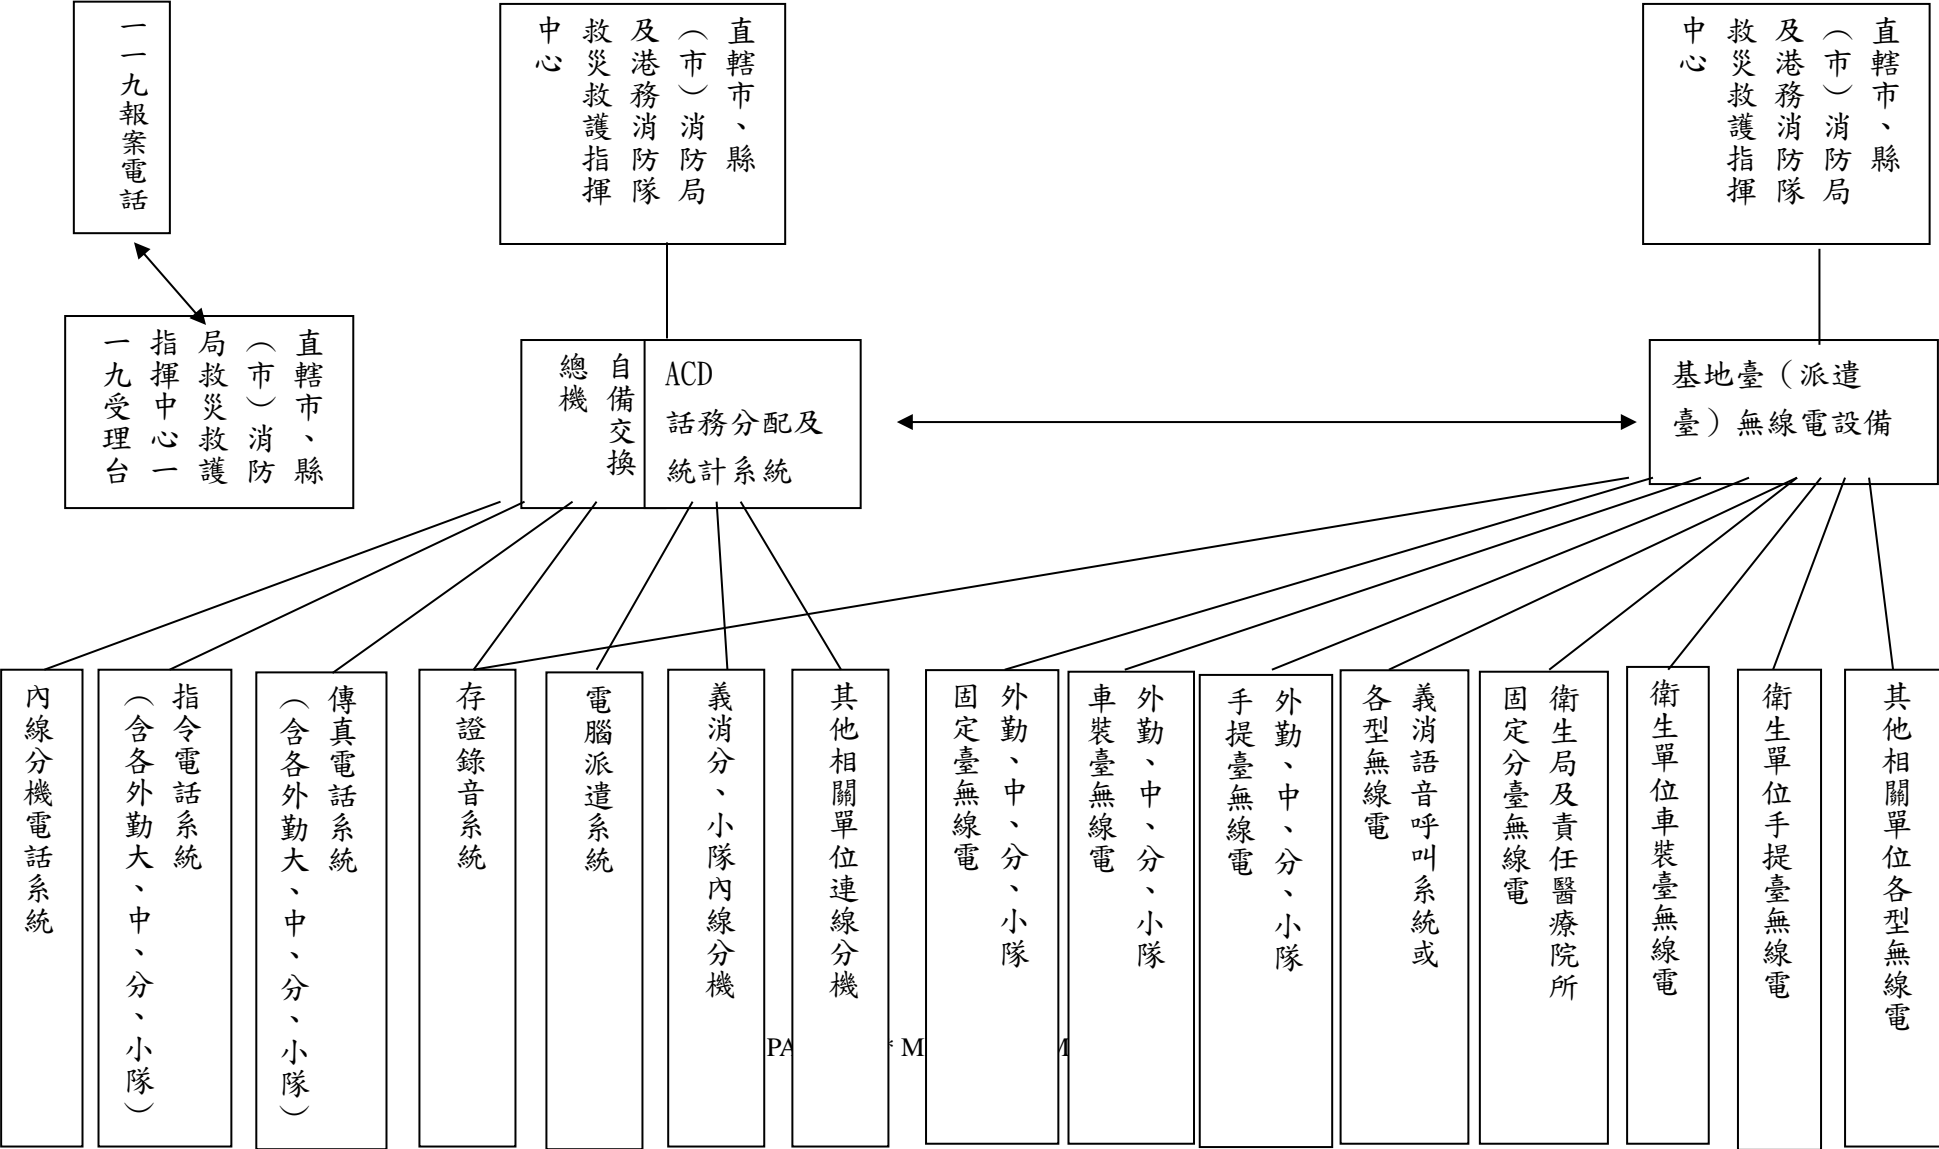 一一九報案電話
直轄市、縣
（市）消防局
及港務消防隊
救災救護指揮
中心
直轄市、縣
（市）消防局
及港務消防隊
救災救護指揮
中心
直轄市、縣
（市）消防
局救災救護
指揮中心一
一九受理台
自備交換
總機
ACD
話務分配及
統計系統
基地臺（派遣
臺）無線電設備
內線分機電話系統
指令電話系統
（含各外勤大、中、分、小隊）
傳真電話系統
（含各外勤大、中、分、小隊）
存證錄音系統
電腦派遣系統
義消分、小隊內線分機
其他相關單位連線分機
外勤、中、分、小隊
固定臺無線電
外勤、中、分、小隊
車裝臺無線電
外勤、中、分、小隊
手提臺無線電
義消語音呼叫系統或
各型無線電
衛生局及責任醫療院所
固定分臺無線電
衛生單位車裝臺無線電
衛生單位手提臺無線電
其他相關單位各型無線電